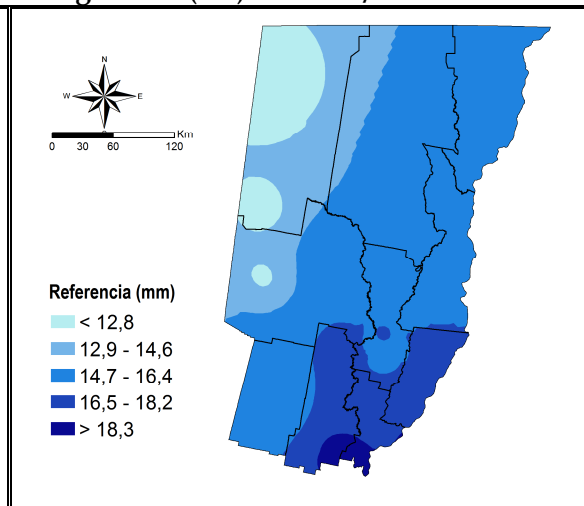 N
W E
Km
0 30 60 120
Referencia (mm)
< 12,8
12,9 - 14,6
14,7 - 16,4
16,5 - 18,2
> 18,3